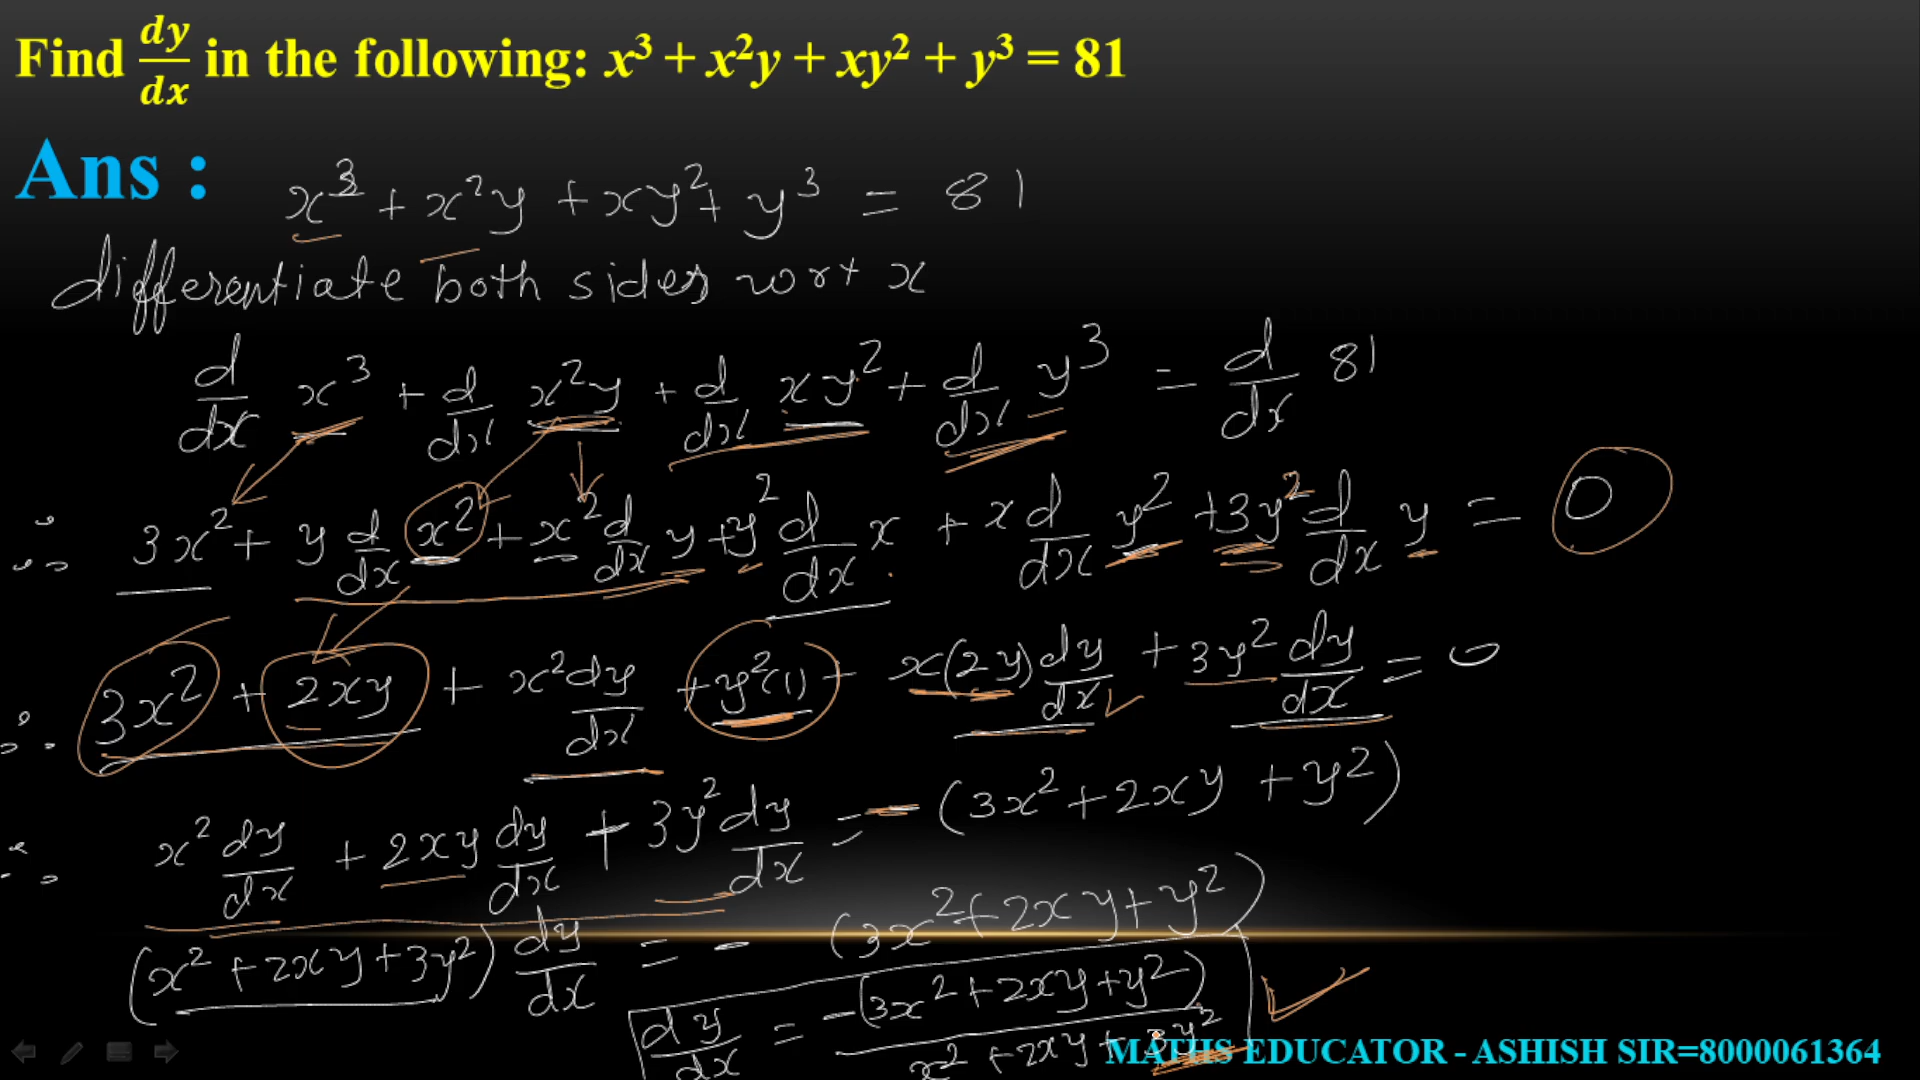 Find dy/dx in the following: x³ + x²y + xy² + y³ = 81
Ans :
x³ + x²y + xy² + y³ = 81
differentiate both sides wort x
d/dx x³ + d/dx x²y + d/dx xy² + d/dx y³ = d/dx 81
∴ 3x² + y d/dx x² + x² d/dx y + y² d/dx x + x d/dx y² + 3y² d/dx y = 0
∴ 3x² + 2xy + x² dy/dx + y²(1) + x(2y) dy/dx + 3y² dy/dx = 0
∴ x² dy/dx + 2xy dy/dx + 3y² dy/dx = - (3x² + 2xy + y²)
(x² + 2xy + 3y²) dy/dx = - (3x² + 2xy + y²)
dy/dx = -(3x² + 2xy + y²)/x² + 2xy + 3y²
MATHS EDUCATOR - ASHISH SIR=8000061364